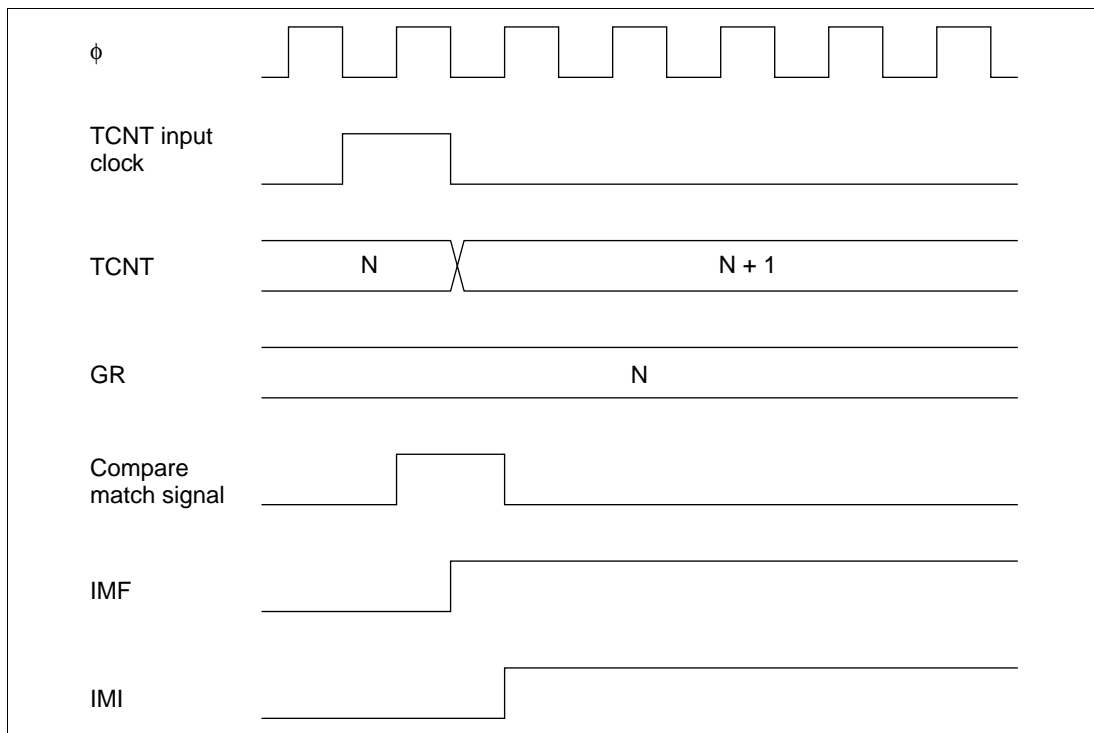 ϕ
TCNT input
clock
TCNT
N
N + 1
GR
N
Compare
match signal
IMF
IMI